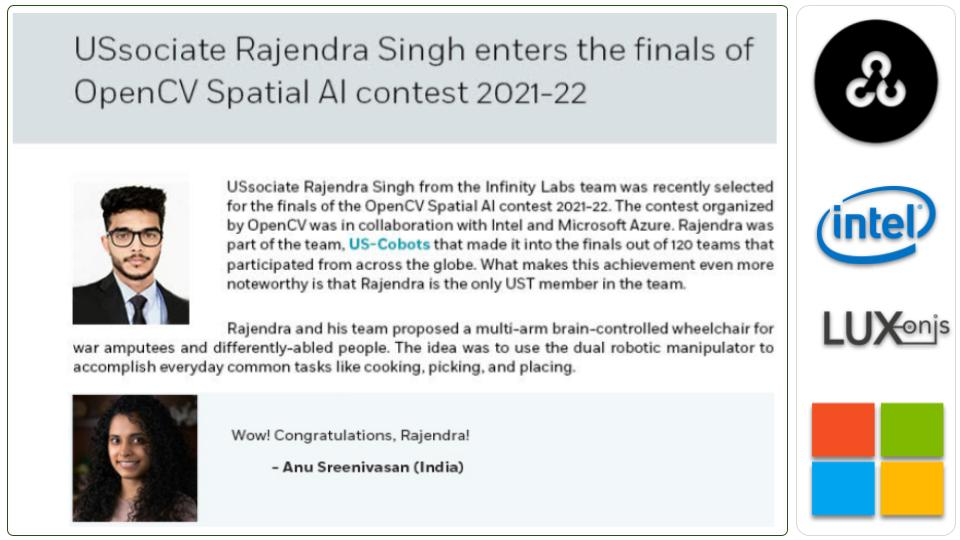 USsociate Rajendra Singh enters the finals of
OpenCV Spatial AI contest 2021-22
USsociate Rajendra Singh from the Infinity Labs team was recently selected
for the finals of the OpenCV Spatial AI contest 2021-22. The contest organized
by OpenCV was in collaboration with Intel and Microsoft Azure. Rajendra was
part of the team, US-Cobots that made it into the finals out of 120 teams that
participated from across the globe. What makes this achievement even more
noteworthy is that Rajendra is the only UST member in the team.
Rajendra and his team proposed a multi-arm brain-controlled wheelchair for
war amputees and differently-abled people. The idea was to use the dual robotic manipulator to
accomplish everyday common tasks like cooking, picking, and placing.
Wow! Congratulations, Rajendra!
- Anu Sreenivasan (India)
intel
LUXonis